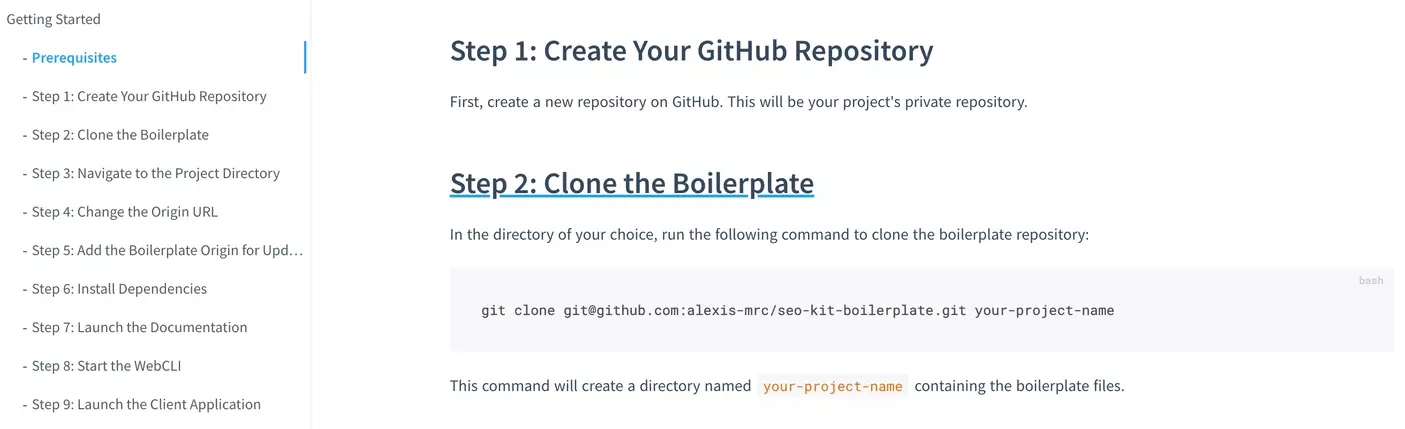 Getting Started
- Prerequisites
- Step 1: Create Your GitHub Repository
- Step 2: Clone the Boilerplate
- Step 3: Navigate to the Project Directory
- Step 4: Change the Origin URL
- Step 5: Add the Boilerplate Origin for Upd…
- Step 6: Install Dependencies
- Step 7: Launch the Documentation
- Step 8: Start the WebCLI
- Step 9: Launch the Client Application
Step 1: Create Your GitHub Repository
First, create a new repository on GitHub. This will be your project's private repository.
Step 2: Clone the Boilerplate
In the directory of your choice, run the following command to clone the boilerplate repository:
bash
git clone git@github.com:alexis-mrc/seo-kit-boilerplate.git your-project-name
This command will create a directory named your-project-name containing the boilerplate files.